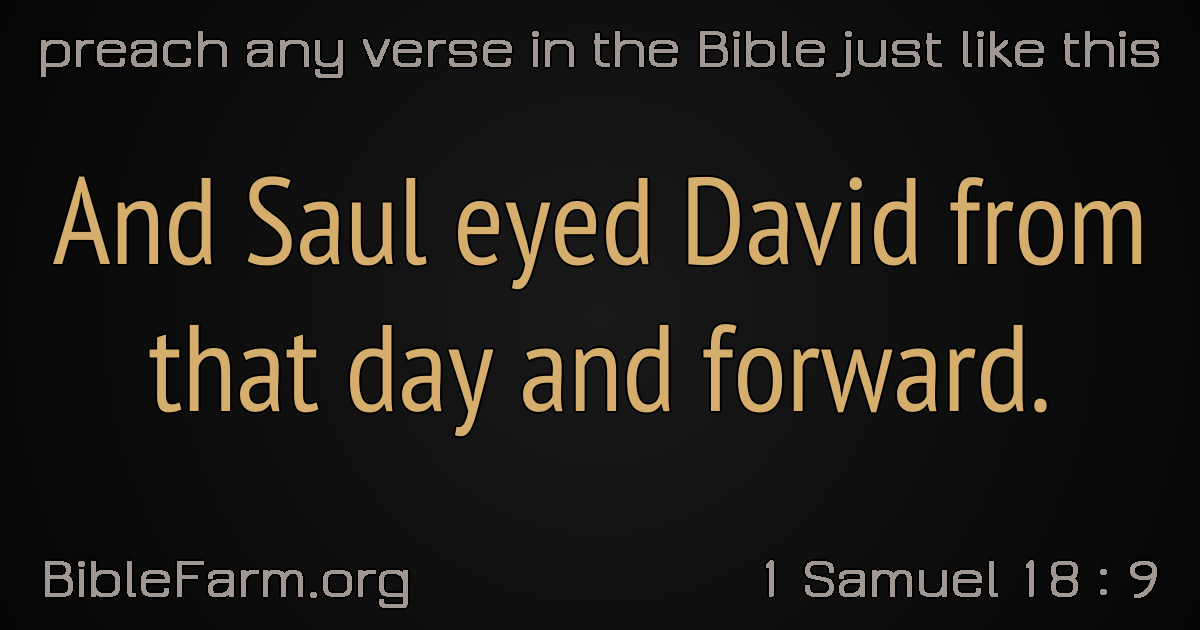 preach any verse in the Bible just like this
And Saul eyed David from
that day and forward.
BibleFarm.org
1 Samuel 18 : 9